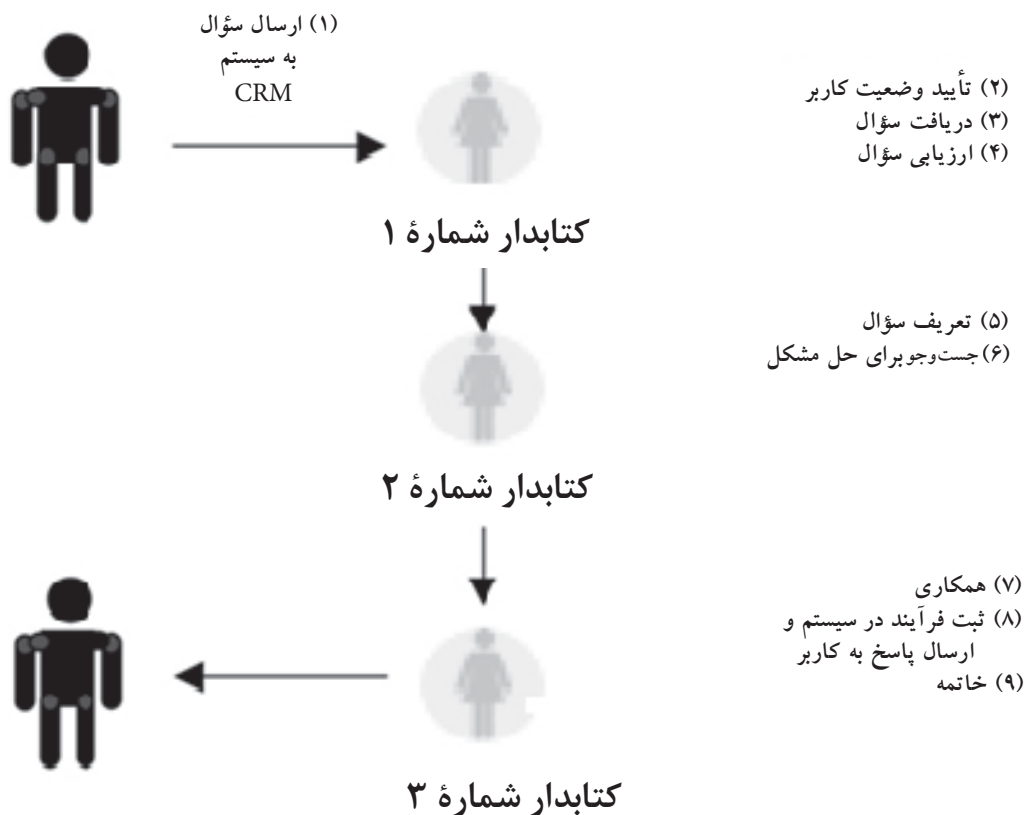 (۱) ارسال سؤال
به سیستم
CRM
(۲) تأیید وضعیت کاربر
(۳) دریافت سؤال
(۴) ارزیابی سؤال
کتابدار شمارهٔ ۱
(۵) تعریف سؤال
(۶) جست‌وجو برای حل مشکل
کتابدار شمارهٔ ۲
(۷) همکاری
(۸) ثبت فرآیند در سیستم و
ارسال پاسخ به کاربر
(۹) خاتمه
کتابدار شمارهٔ ۳